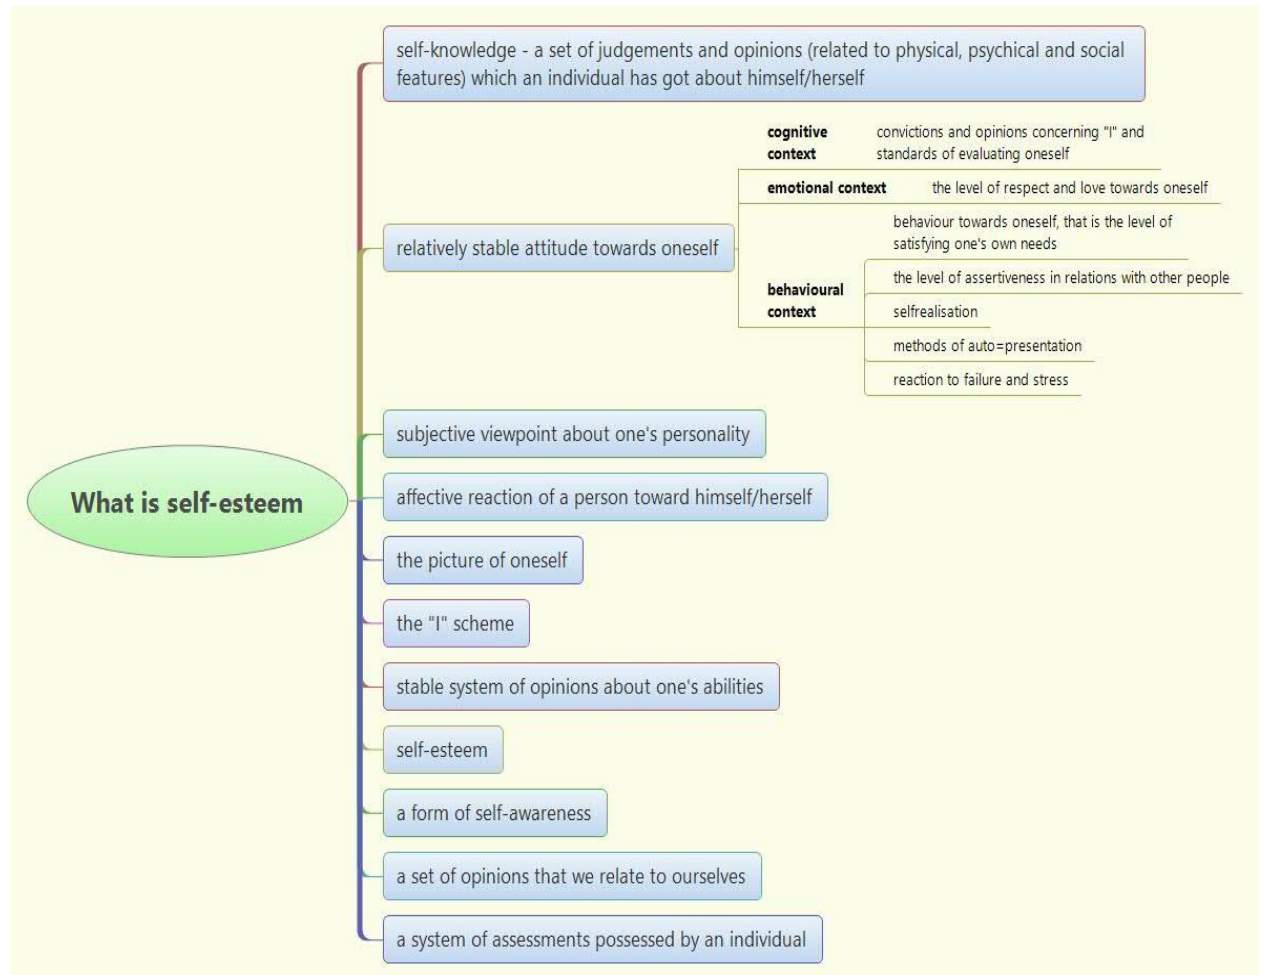 self-knowledge - a set of judgements and opinions (related to physical, psychical and social
features) which an individual has got about himself/herself
cognitive
context
convictions and opinions concerning "I" and
standards of evaluating oneself
emotional context
the level of respect and love towards oneself
relatively stable attitude towards oneself
behaviour towards oneself, that is the level of
satisfying one's own needs
the level of assertiveness in relations with other people
behavioural
context
selfrealisation
methods of auto=presentation
reaction to failure and stress
subjective viewpoint about one's personality
What is self-esteem
affective reaction of a person toward himself/herself
the picture of oneself
the "I" scheme
stable system of opinions about one's abilities
self-esteem
a form of self-awareness
a set of opinions that we relate to ourselves
a system of assessments possessed by an individual